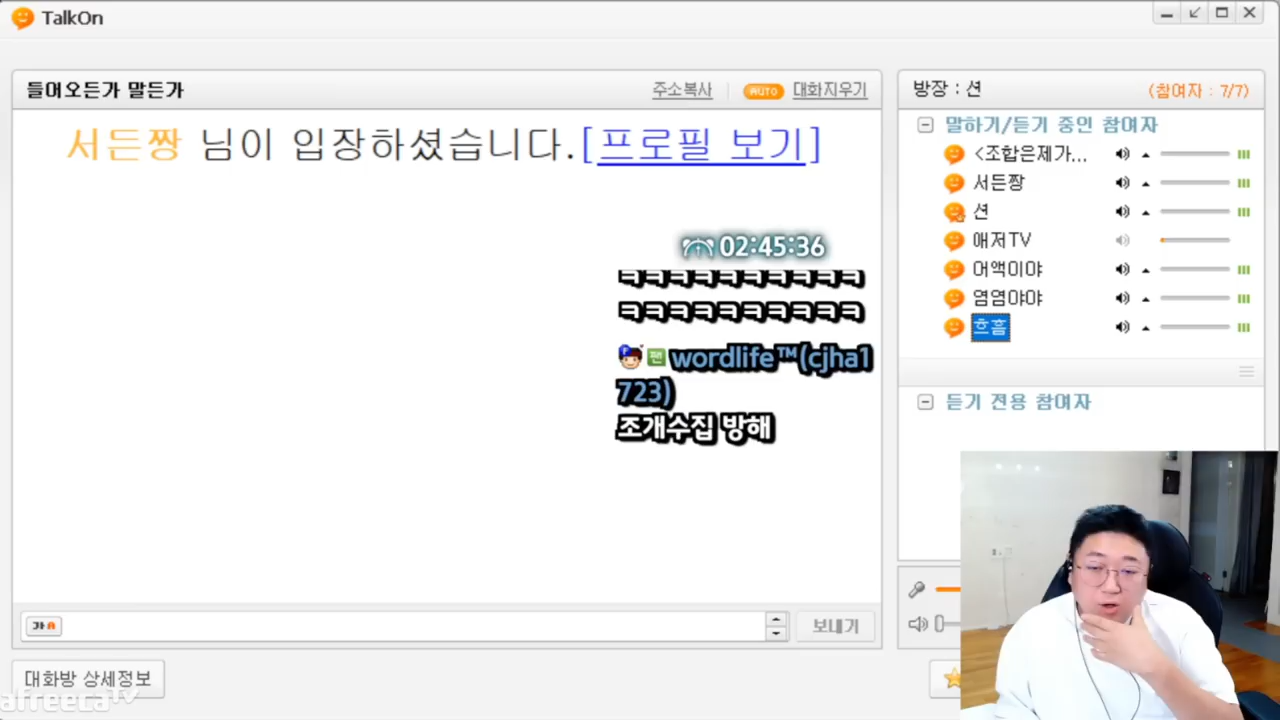 TalkOn
들어오든가 말든가
주소복사
AUTO
대화지우기
서든짱 님이 입장하셨습니다.[프로필 보기]
02:45:36
ㅋㅋㅋㅋㅋㅋㅋㅋㅋㅋ
ㅋㅋㅋㅋㅋㅋㅋㅋㅋㅋ
팬 wordlife™(cjha1
723)
조개수집 방해
가
보내기
대화방 상세정보
afreecaTV
방장 : 션
(참여자 : 7/7)
말하기/듣기 중인 참여자
<조합은제가...
서든짱
션
애저TV
어액이야
염염야야
흐흠
듣기 전용 참여자